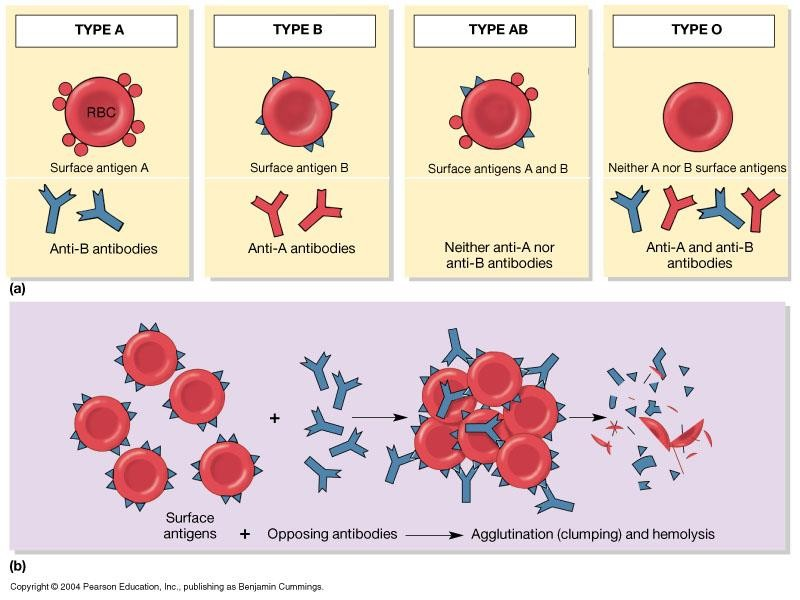 TYPE A
TYPE B
TYPE AB
TYPE O
RBC
Surface antigen A
Surface antigen B
Surface antigens A and B
Neither A nor B surface antigens
Anti-B antibodies
Anti-A antibodies
Neither anti-A nor
anti-B antibodies
Anti-A and anti-B
antibodies
(a)
+
Surface
antigens
+
Opposing antibodies
Agglutination (clumping) and hemolysis
(b)
Copyright © 2004 Pearson Education, Inc., publishing as Benjamin Cummings.